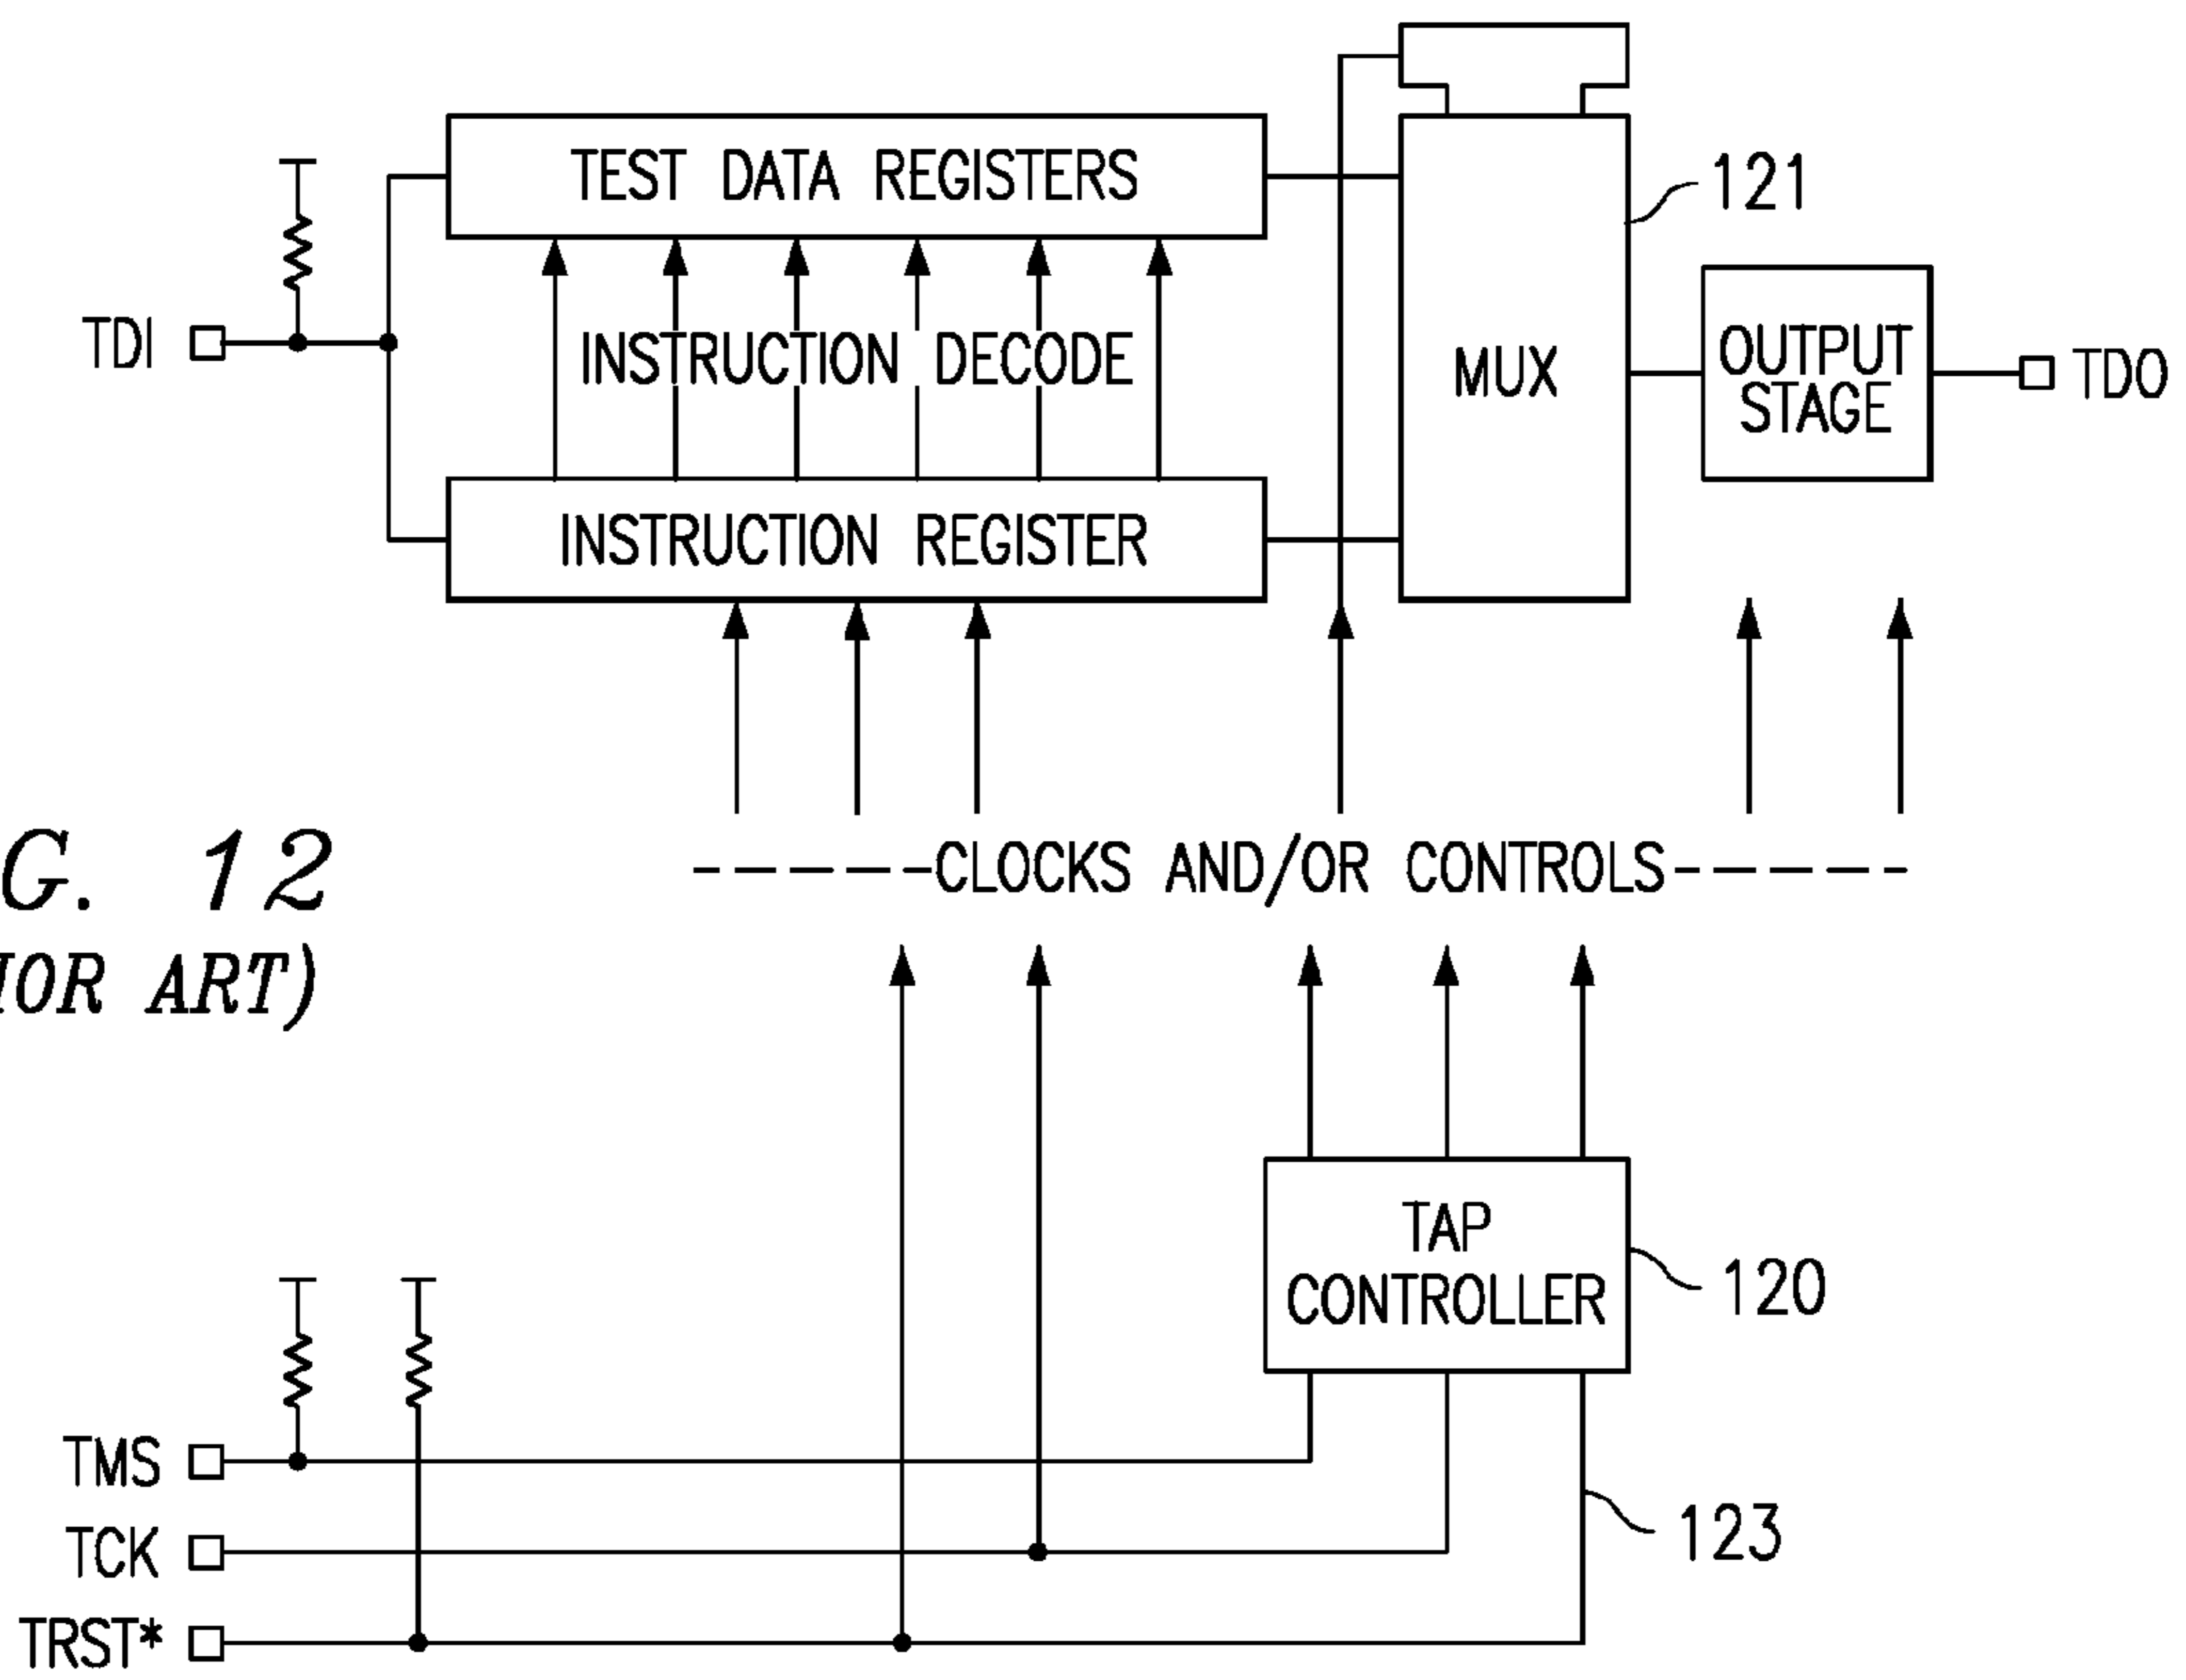 TEST DATA REGISTERS
121
TDI
INSTRUCTION DECODE
MUX
OUTPUT
STAGE
TDO
INSTRUCTION REGISTER
CLOCKS AND/OR CONTROLS
G. 12
IOR ART)
TAP
CONTROLLER
120
TMS
TCK
123
TRST*